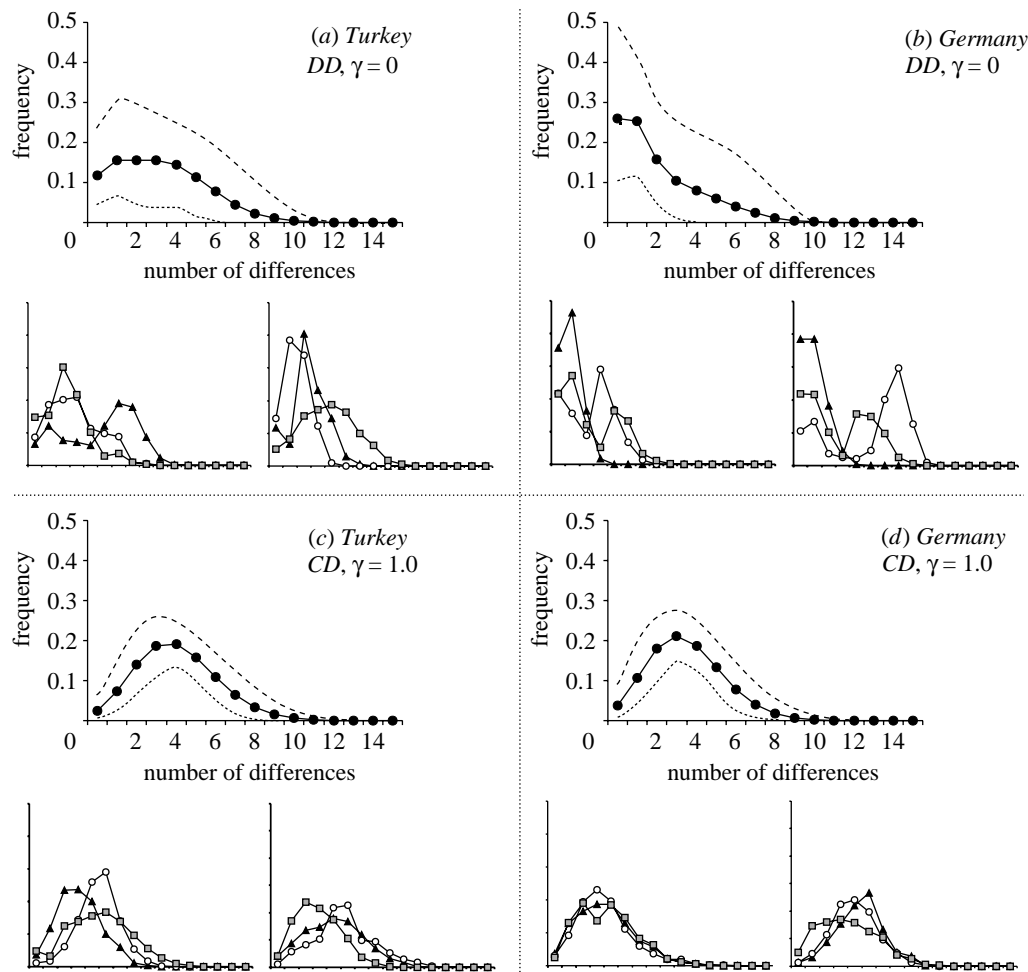 (a) Turkey
DD, γ = 0
0.5
0.4
0.3
0.2
0.1
frequency
0 2 4 6 8 10 12 14
number of differences
(b) Germany
DD, γ = 0
0.5
0.4
0.3
0.2
0.1
frequency
0 2 4 6 8 10 12 14
number of differences
(c) Turkey
CD, γ = 1.0
0.5
0.4
0.3
0.2
0.1
frequency
0 2 4 6 8 10 12 14
number of differences
(d) Germany
CD, γ = 1.0
0.5
0.4
0.3
0.2
0.1
frequency
0 2 4 6 8 10 12 14
number of differences